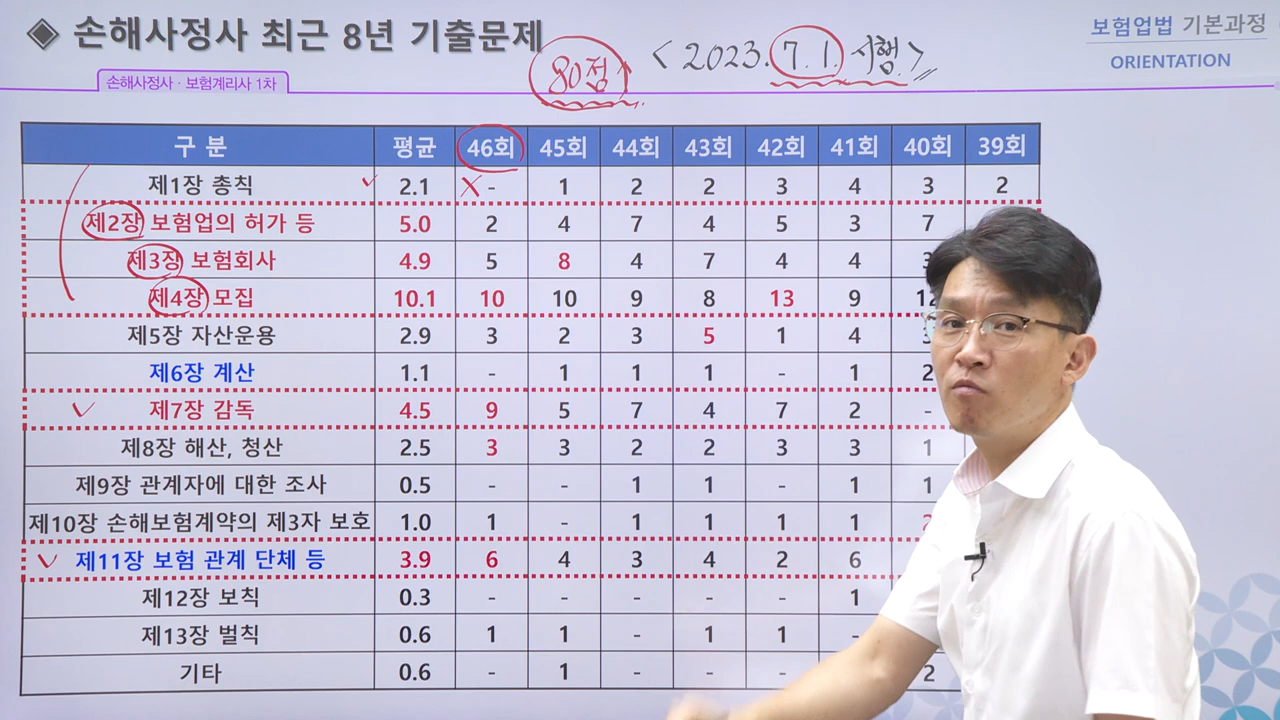 ◈ 손해사정사 최근 8년 기출문제
80점↑ < 2023. 7. 1. 시행>
보험업법 기본과정
ORIENTATION
손해사정사 · 보험계리사 1차
구 분 평균 46회 45회 44회 43회 42회 41회 40회 39회
제1장 총칙 2.1 - 1 2 2 3 4 3 2
제2장 보험업의 허가 등 5.0 2 4 7 4 5 3 7
제3장 보험회사 4.9 5 8 4 7 4 4
제4장 모집 10.1 10 10 9 8 13 9
제5장 자산운용 2.9 3 2 3 5 1 4
제6장 계산 1.1 - 1 1 1 - 1 2
제7장 감독 4.5 9 5 7 4 7 2 -
제8장 해산, 청산 2.5 3 3 2 2 3 3 1
제9장 관계자에 대한 조사 0.5 - - 1 1 - 1 1
제10장 손해보험계약의 제3자 보호 1.0 1 - 1 1 1 1
제11장 보험 관계 단체 등 3.9 6 4 3 4 2 6
제12장 보칙 0.3 - - - - - 1
제13장 벌칙 0.6 1 1 - 1 1 -
기타 0.6 - 1 - - - - 2